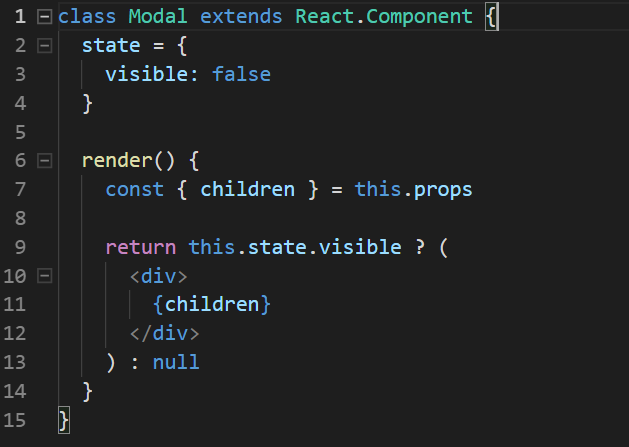 1 class Modal extends React.Component {
2   state = {
3     visible: false
4   }
5
6   render() {
7     const { children } = this.props
8
9     return this.state.visible ? (
10       <div>
11         {children}
12       </div>
13     ) : null
14   }
15 }